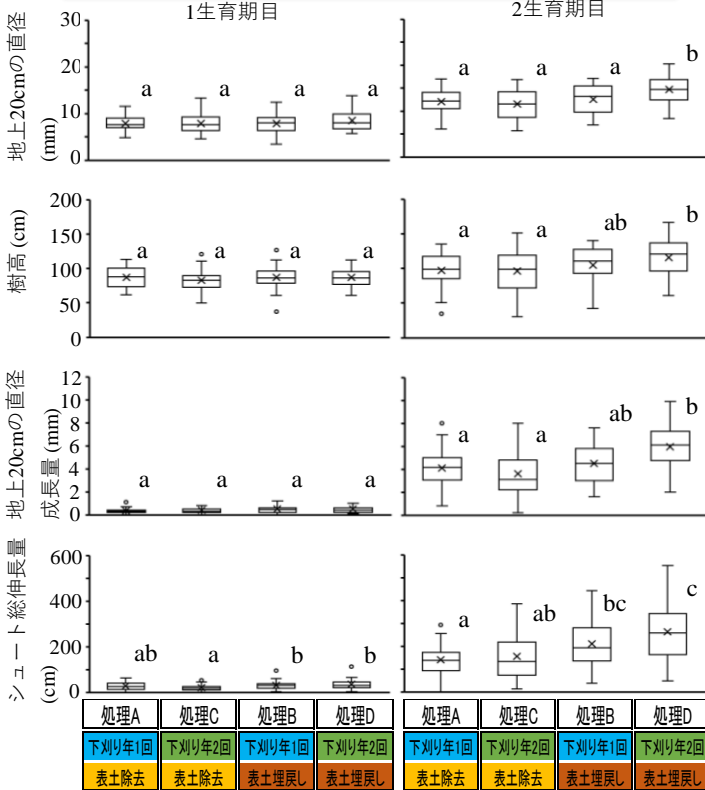 1生育期目 2生育期目
地上20cmの直径
(mm)
30
20
10
0
a a a a
a a a b
樹高 (cm)
200
150
100
50
0
a a a a
a a ab b
地上20cmの直径
成長量 (mm)
12
10
8
6
4
2
0
a a a a
a a ab b
シュート総伸長量
(cm)
600
400
200
0
ab a b b
a ab bc c
処理A 処理C 処理B 処理D 処理A 処理C 処理B 処理D
下刈り年1回 下刈り年2回 下刈り年1回 下刈り年2回 下刈り年1回 下刈り年2回 下刈り年1回 下刈り年2回
表土除去 表土除去 表土埋戻し 表土埋戻し 表土除去 表土除去 表土埋戻し 表土埋戻し